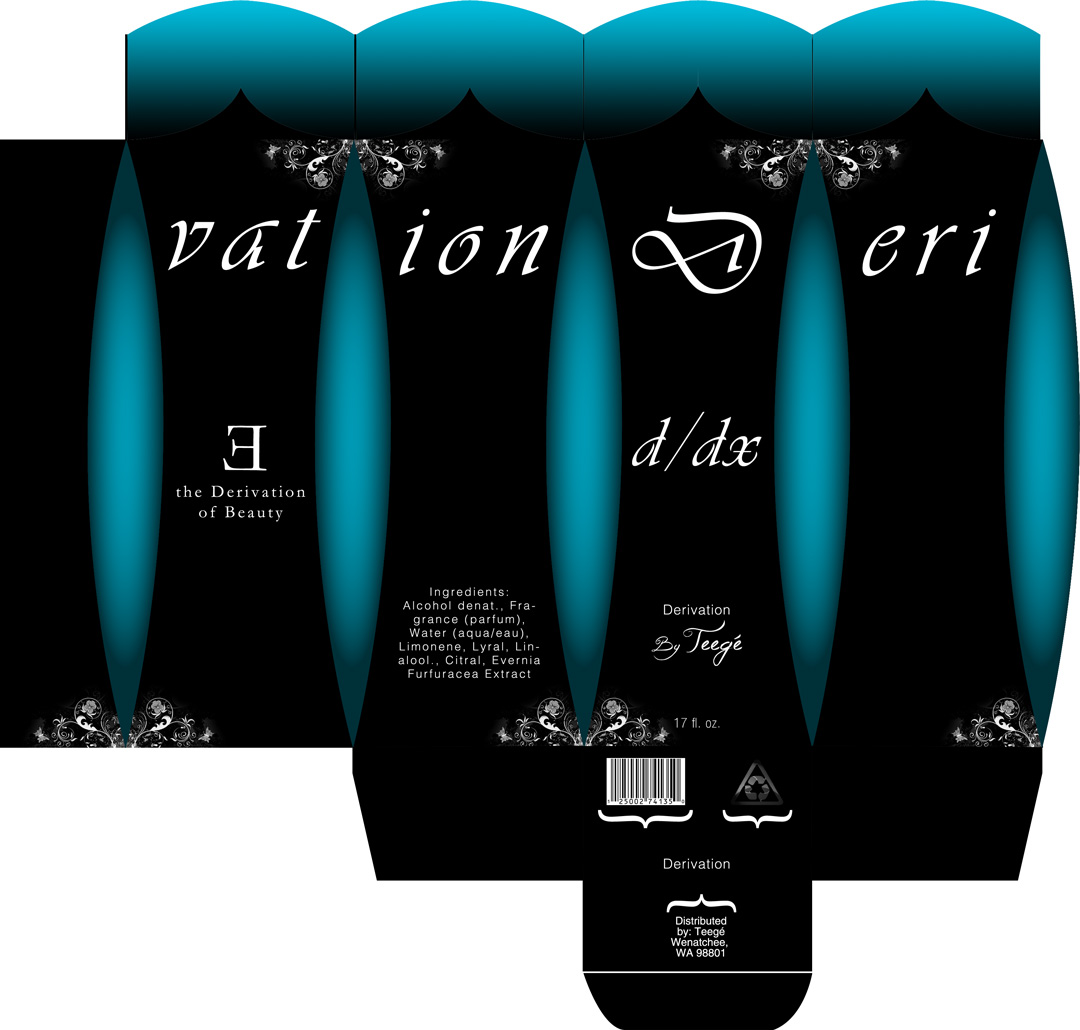 vat ion D eri
d/dx
Ǝ
the Derivation
of Beauty
Ingredients:
Alcohol denat., Fra-
grance (parfum),
Water (aqua/eau),
Limonene, Lyral, Lin-
alool., Citral, Evernia
Furfuracea Extract
Derivation
By Teegé
17 fl. oz.
25002 74135
Derivation
Distributed
by: Teegé
Wenatchee,
WA 98801